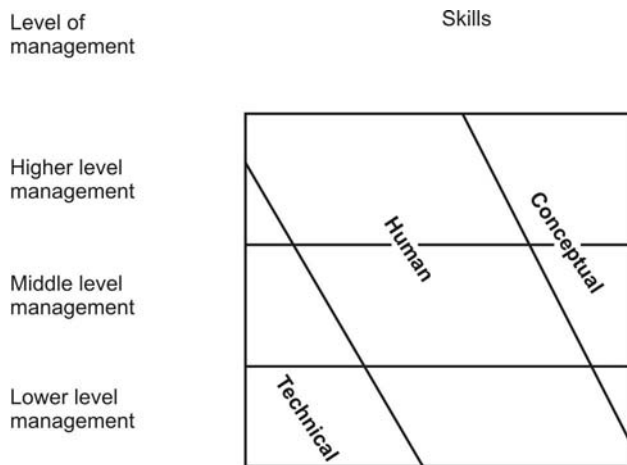 Level of
management
Skills
Higher level
management
Human
Conceptual
Middle level
management
Lower level
management
Technical